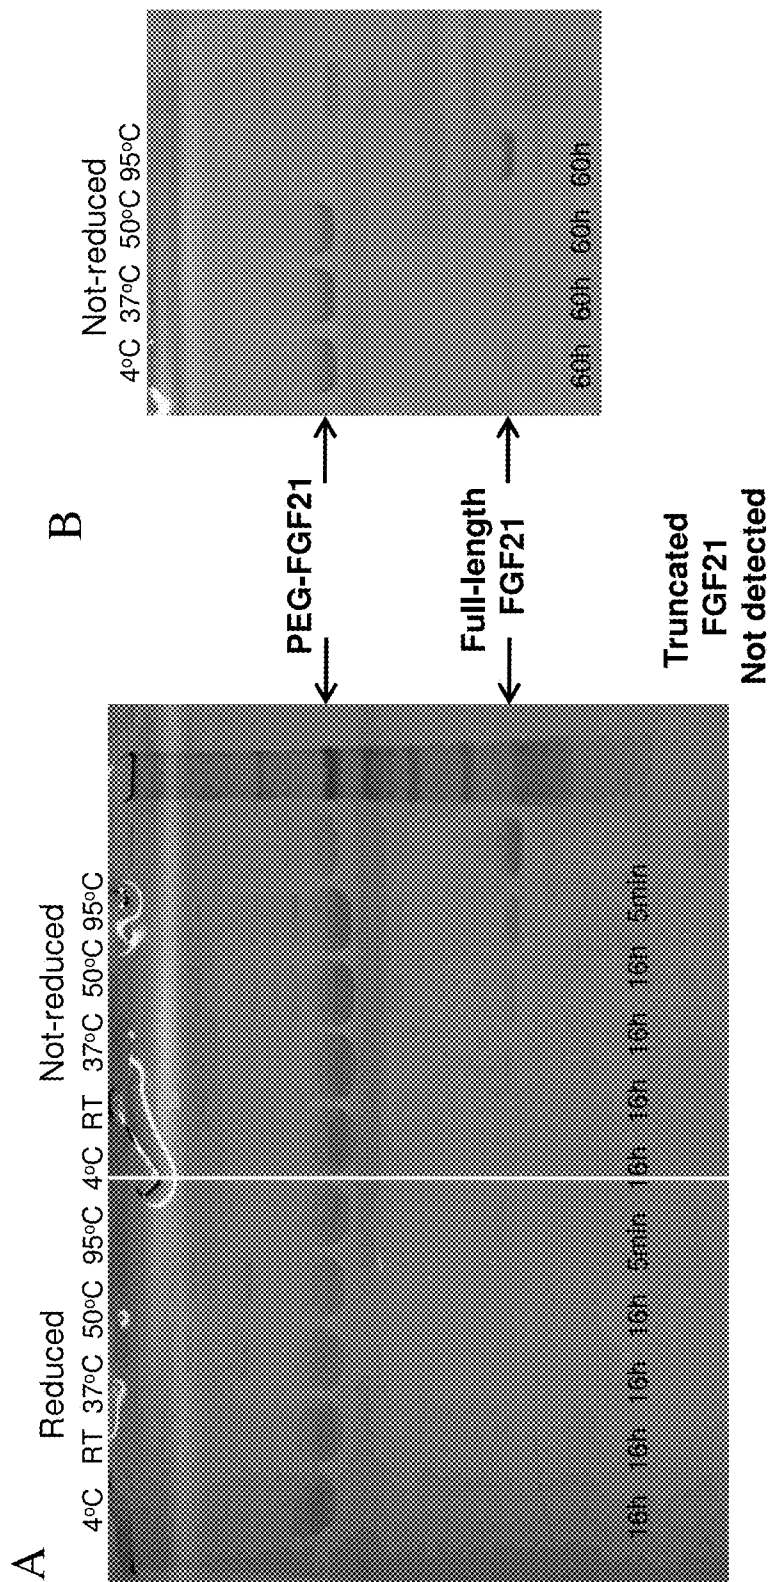 A
Reduced
4°C RT 37°C 50°C 95°C
Not-reduced
4°C RT 37°C 50°C 95°C
16h 16h 16h 16h 5min 16h 16h 16h 16h 5min
PEG-FGF21
Full-length
FGF21
Truncated
FGF21
Not detected
B
Not-reduced
4°C 37°C 50°C 95°C
60h 60h 60h 60h